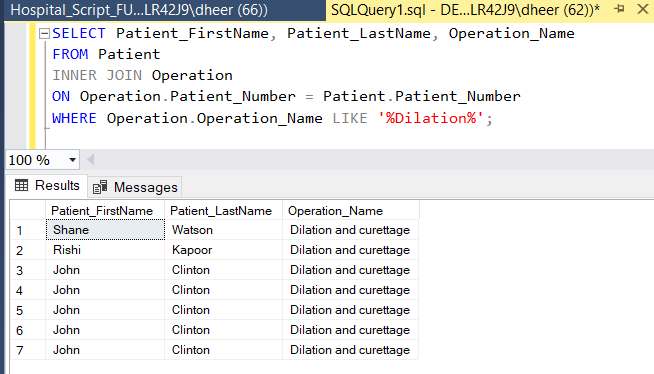 Hospital_Script_FU...LR42J9\dheer (66)) SQLQuery1.sql - DE...LR42J9\dheer (62))*
SELECT Patient_FirstName, Patient_LastName, Operation_Name
FROM Patient
INNER JOIN Operation
ON Operation.Patient_Number = Patient.Patient_Number
WHERE Operation.Operation_Name LIKE '%Dilation%';
100 %
Results Messages
Patient_FirstName Patient_LastName Operation_Name
1 Shane Watson Dilation and curettage
2 Rishi Kapoor Dilation and curettage
3 John Clinton Dilation and curettage
4 John Clinton Dilation and curettage
5 John Clinton Dilation and curettage
6 John Clinton Dilation and curettage
7 John Clinton Dilation and curettage